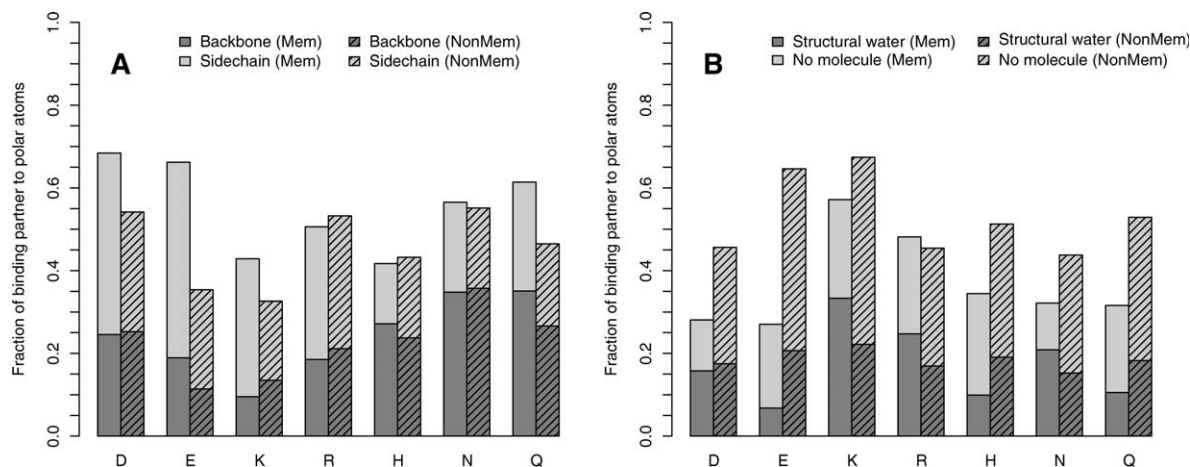 A
Backbone (Mem)
Sidechain (Mem)
Backbone (NonMem)
Sidechain (NonMem)
Fraction of binding partner to polar atoms
1.0
0.8
0.6
0.4
0.2
0.0
D E K R H N Q
B
Structural water (Mem)
No molecule (Mem)
Structural water (NonMem)
No molecule (NonMem)
Fraction of binding partner to polar atoms
1.0
0.8
0.6
0.4
0.2
0.0
D E K R H N Q